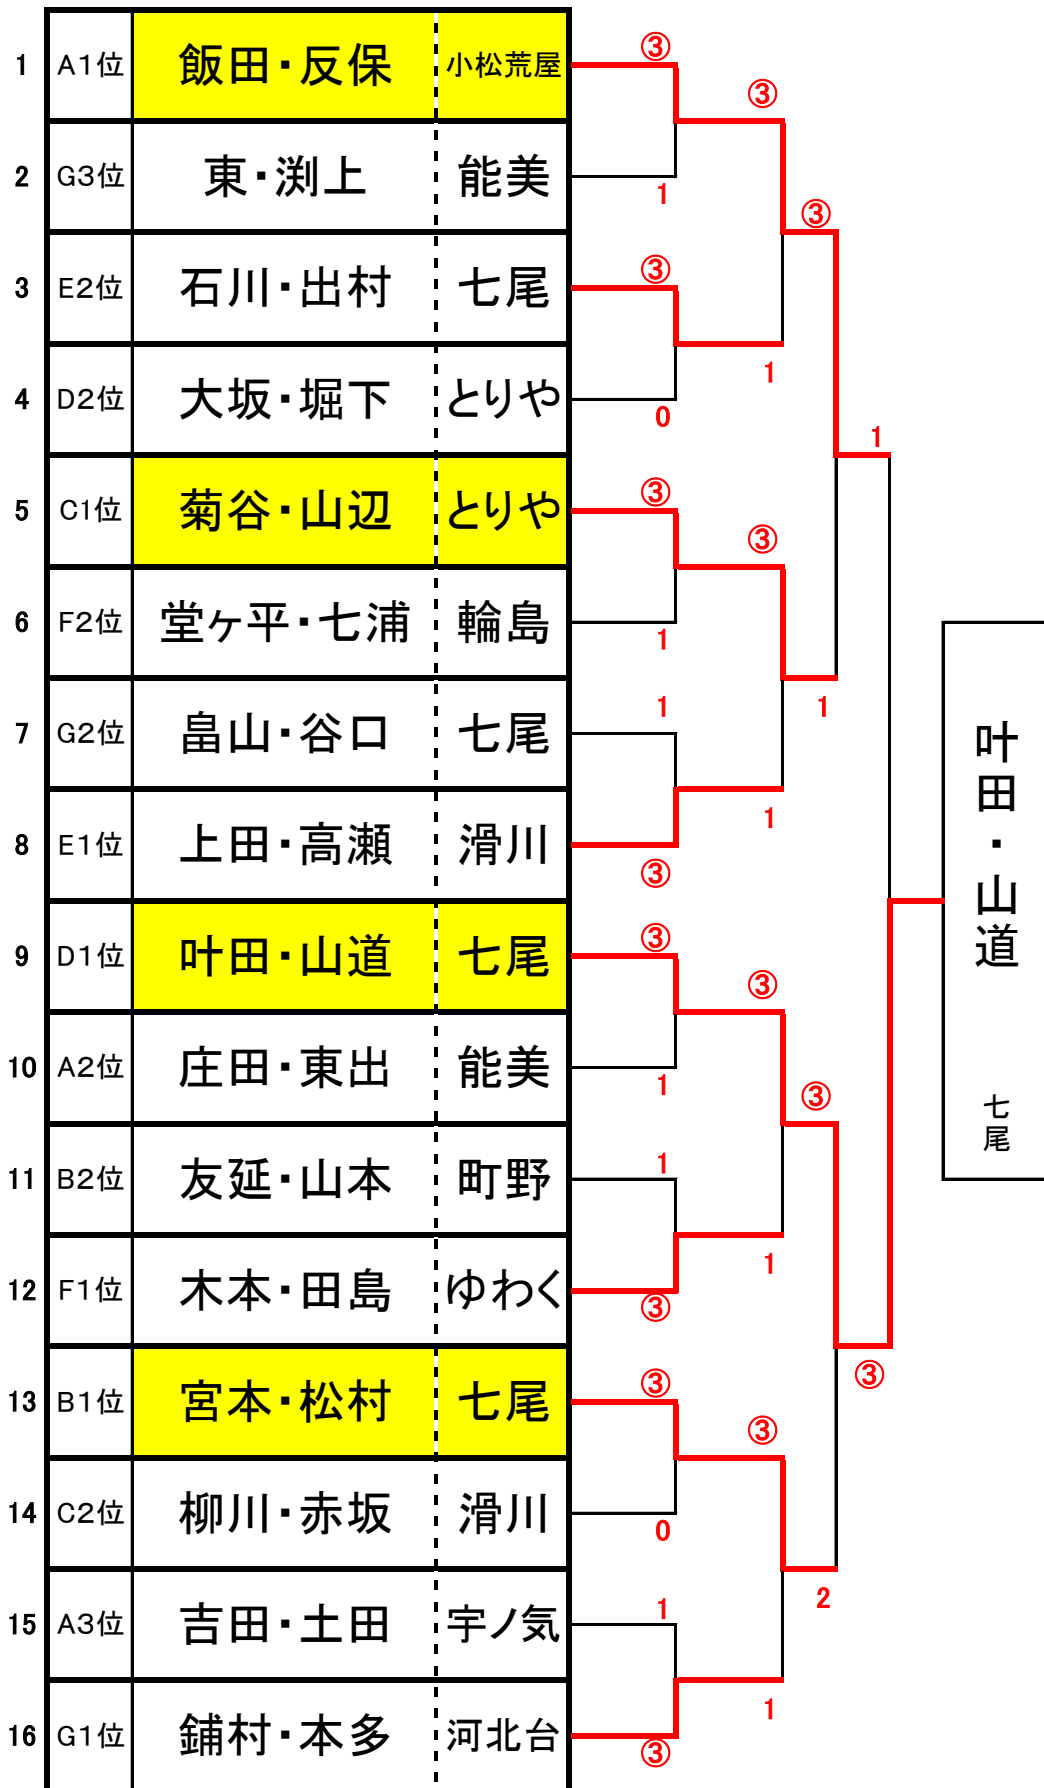 1 A1位 飯田・反保 小松荒屋 ③
③
2 G3位 東・渕上 能美 1
③
3 E2位 石川・出村 七尾 ③
1
4 D2位 大坂・堀下 とりや 0
1
5 C1位 菊谷・山辺 とりや ③
③
6 F2位 堂ヶ平・七浦 輪島 1
1
7 G2位 畠山・谷口 七尾 1
1
8 E1位 上田・高瀬 滑川 ③
叶田・山道
七尾
9 D1位 叶田・山道 七尾 ③
③
10 A2位 庄田・東出 能美 1
③
11 B2位 友延・山本 町野 1
1
12 F1位 木本・田島 ゆわく ③
③
13 B1位 宮本・松村 七尾 ③
③
14 C2位 柳川・赤坂 滑川 0
2
15 A3位 吉田・土田 宇ノ気 1
1
16 G1位 鋪村・本多 河北台 ③